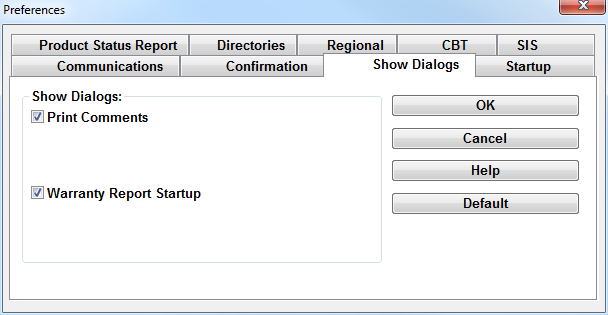 Preferences
Product Status Report Directories Regional CBT SIS
Communications Confirmation Show Dialogs Startup
Show Dialogs:
Print Comments
Warranty Report Startup
OK
Cancel
Help
Default